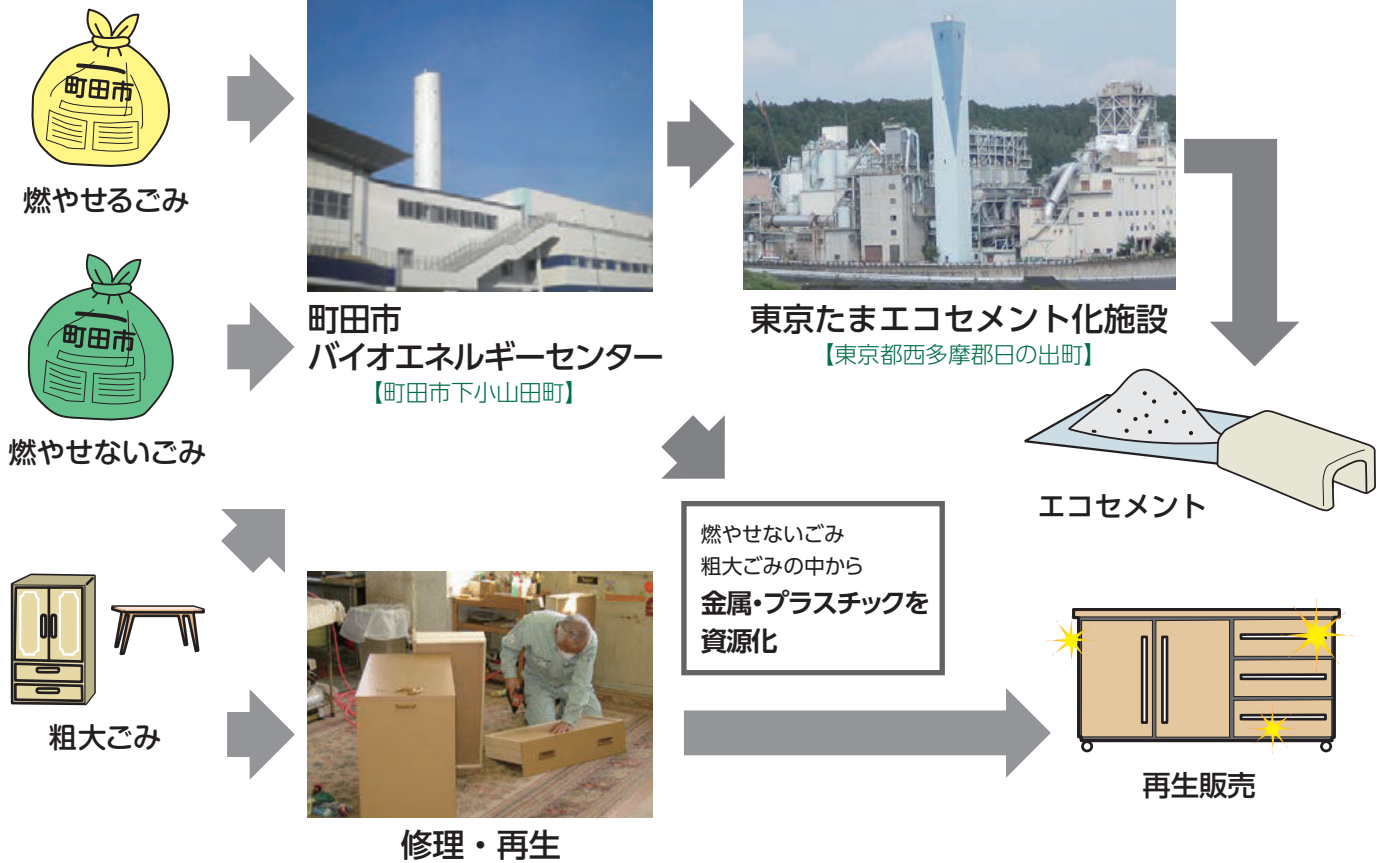 町田市
燃やせるごみ
町田市
燃やせないごみ
町田市
バイオエネルギーセンター
【町田市下小山田町】
東京たまエコセメント化施設
【東京都西多摩郡日の出町】
エコセメント
燃やせないごみ
粗大ごみの中から
金属・プラスチックを
資源化
粗大ごみ
修理・再生
再生販売